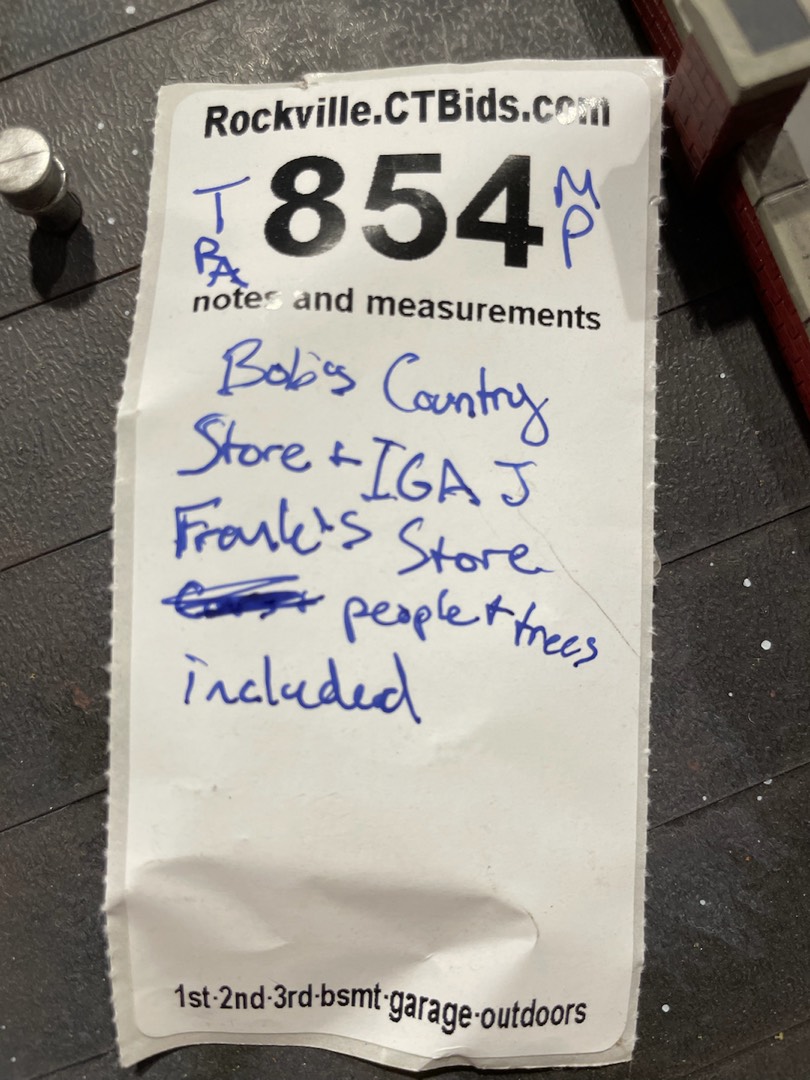 Rockville.CTBids.com
T 854 M
RA P
notes and measurements
Bob's Country
Store + IGA J
Frank's Store
people + trees
included
1st·2nd·3rd·bsmt·garage·outdoors